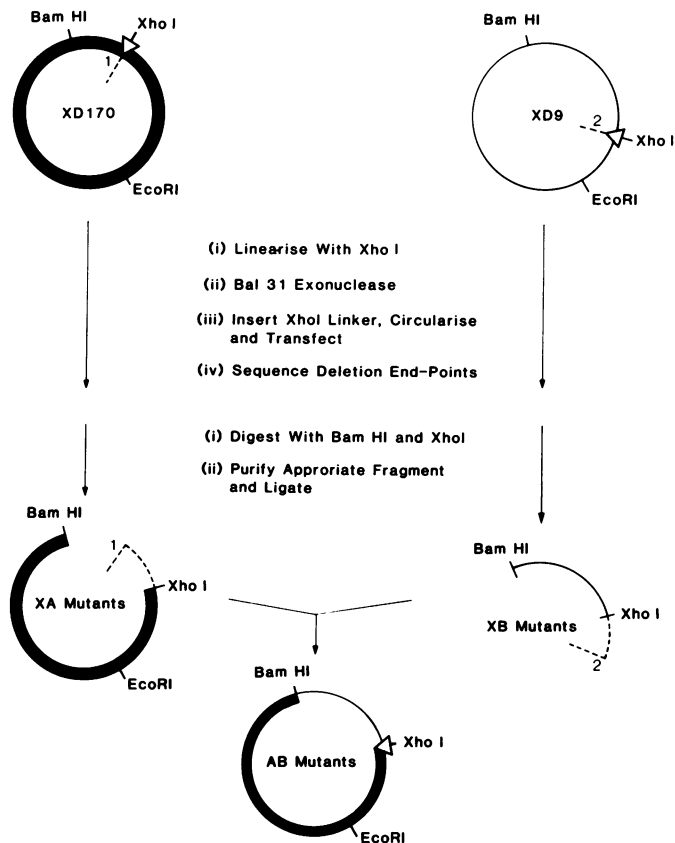 Bam HI
Xho I
1
XD170
EcoRI
Bam HI
XD9
2
Xho I
EcoRI
(i) Linearise With Xho I
(ii) Bal 31 Exonuclease
(iii) Insert XhoI Linker, Circularise
and Transfect
(iv) Sequence Deletion End-Points
(i) Digest With Bam HI and XhoI
(ii) Purify Approriate Fragment
and Ligate
Bam HI
1
Xho I
XA Mutants
EcoRI
Bam HI
Xho I
XB Mutants
2
Bam HI
Xho I
AB Mutants
EcoRI